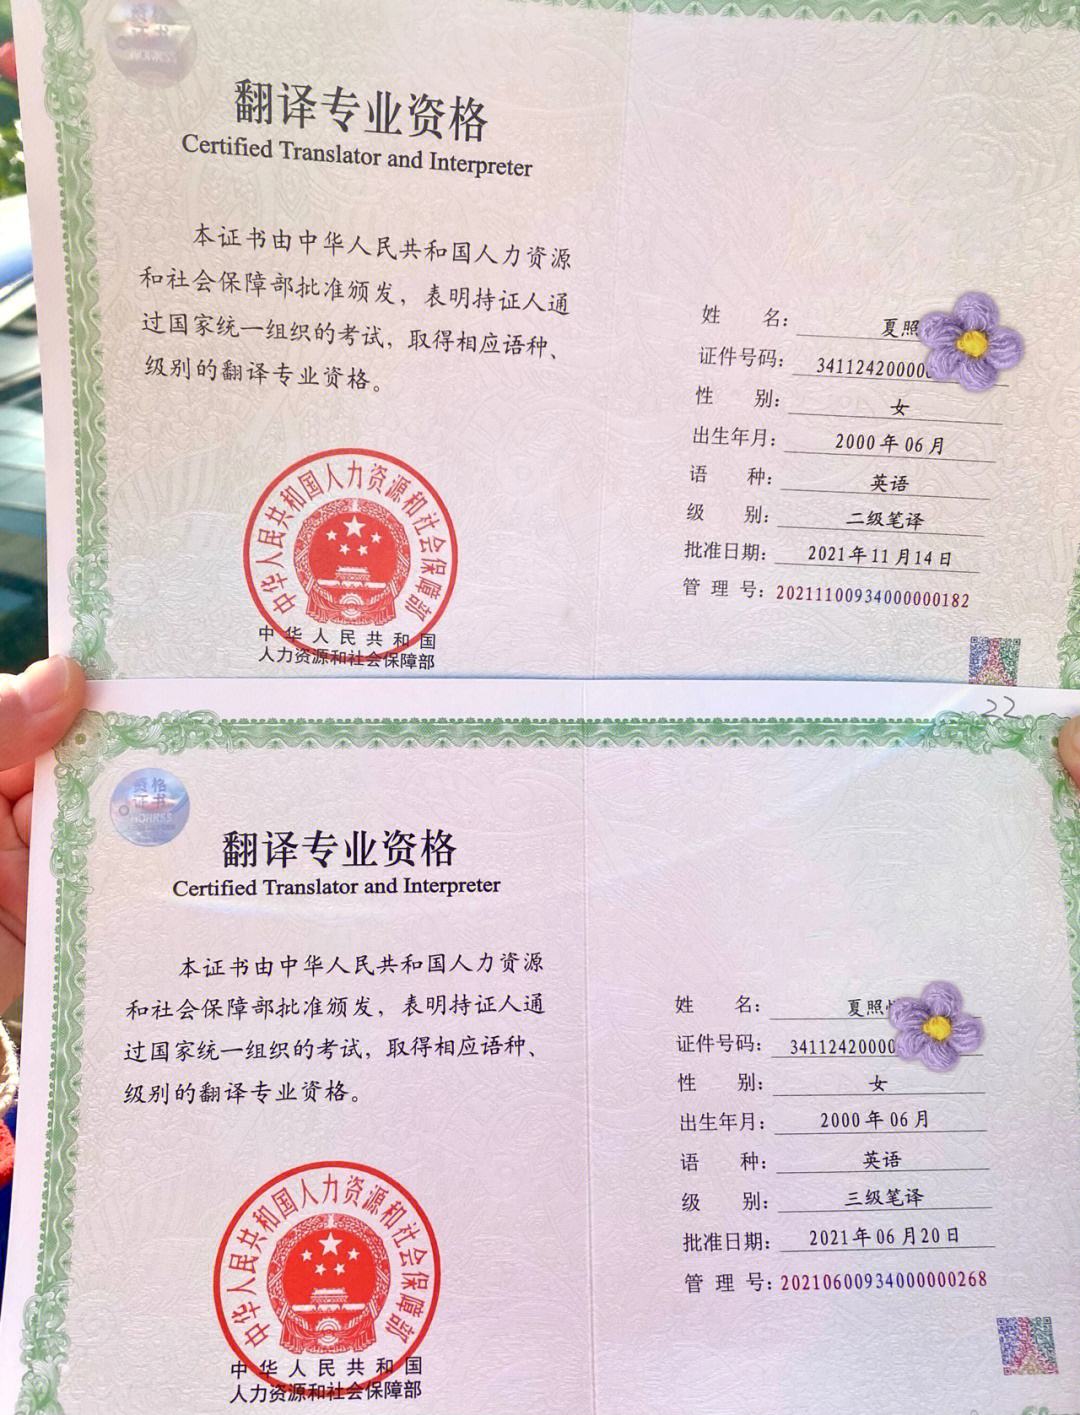 翻译专业资格
Certified Translator and Interpreter
本证书由中华人民共和国人力资源
和社会保障部批准颁发，表明持证人通
过国家统一组织的考试，取得相应语种、
级别的翻译专业资格。
中华人民共和国人力资源和社会保障部
中华人民共和国
人力资源和社会保障部
姓名：夏照
证件号码：34112420000
性别：女
出生年月：2000年06月
语种：英语
级别：二级笔译
批准日期：2021年11月14日
管理号：20211100934000000182
22
资格
证书
MOHRSS
翻译专业资格
Certified Translator and Interpreter
本证书由中华人民共和国人力资源
和社会保障部批准颁发，表明持证人通
过国家统一组织的考试，取得相应语种、
级别的翻译专业资格。
中华人民共和国人力资源和社会保障部
中华人民共和国
人力资源和社会保障部
姓名：夏照
证件号码：34112420000
性别：女
出生年月：2000年06月
语种：英语
级别：三级笔译
批准日期：2021年06月20日
管理号：20210600934000000268